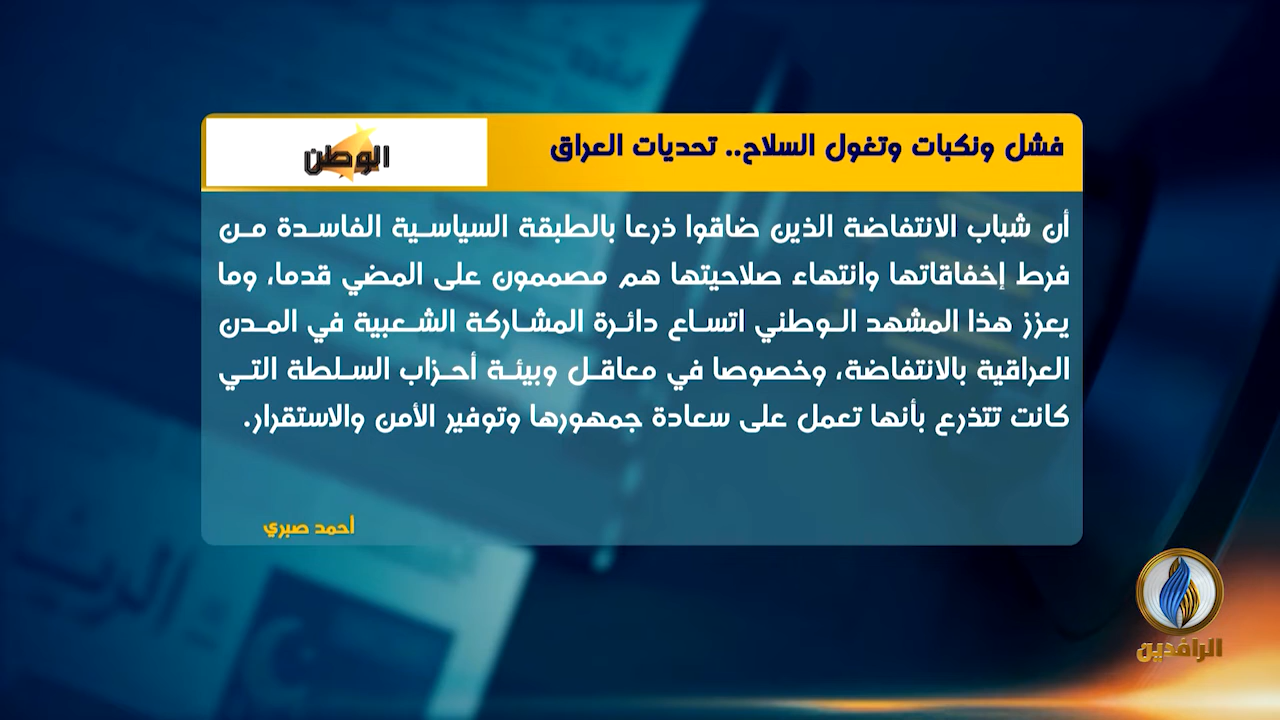 فشل ونكبات وتغول السلاح.. تحديات العراق
الوطن
أن شباب الانتفاضة الذين ضاقوا ذرعا بالطبقة السياسية الفاسدة من
فرط إخفاقاتها وانتهاء صلاحيتها هم مصممون على المضي قدما، وما
يعزز هذا المشهد الوطني اتساع دائرة المشاركة الشعبية في المدن
العراقية بالانتفاضة، وخصوصا في معاقل وبيئة أحزاب السلطة التي
كانت تتذرع بأنها تعمل على سعادة جمهورها وتوفير الأمن والاستقرار.
أحمد صبري
الرافدين